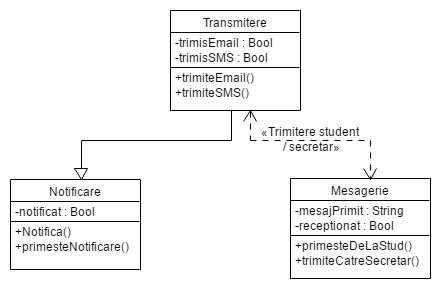 Transmitere
-trimisEmail : Bool
-trimisSMS : Bool
+trimiteEmail()
+trimiteSMS()
«Trimitere student
/ secretar»
Notificare
-notificat : Bool
+Notifica()
+primesteNotificare()
Mesagerie
-mesajPrimit : String
-receptionat : Bool
+primesteDeLaStud()
+trimiteCatreSecretar()